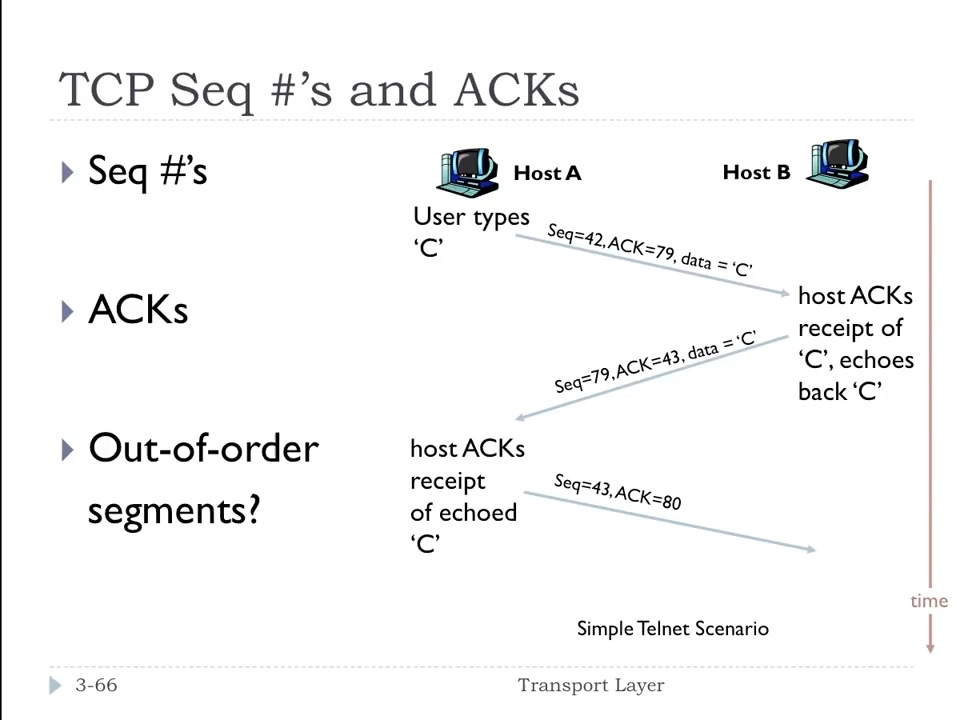 TCP Seq #’s and ACKs
Seq #’s
ACKs
Out-of-order
segments?
Host A
Host B
User types
‘C’
Seq=42, ACK=79, data = ‘C’
host ACKs
receipt of
‘C’, echoes
back ‘C’
Seq=79, ACK=43, data = ‘C’
host ACKs
receipt
of echoed
‘C’
Seq=43, ACK=80
time
Simple Telnet Scenario
3-66
Transport Layer